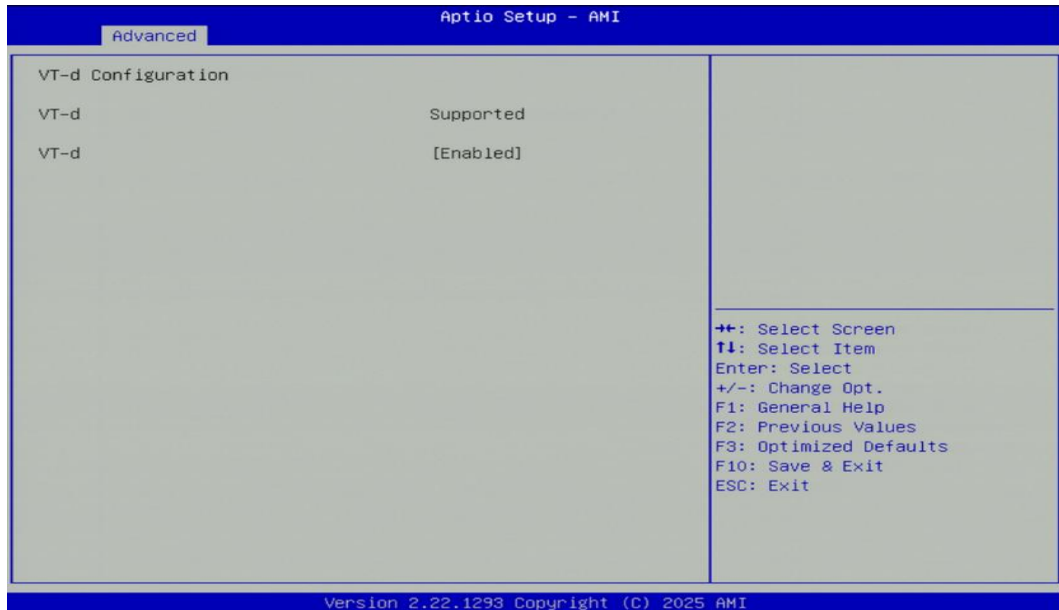 Aptio Setup - AMI
Advanced
VT-d Configuration
VT-d Supported
VT-d [Enabled]
→←: Select Screen
↑↓: Select Item
Enter: Select
+/-: Change Opt.
F1: General Help
F2: Previous Values
F3: Optimized Defaults
F10: Save & Exit
ESC: Exit
Version 2.22.1293 Copyright (C) 2025 AMI